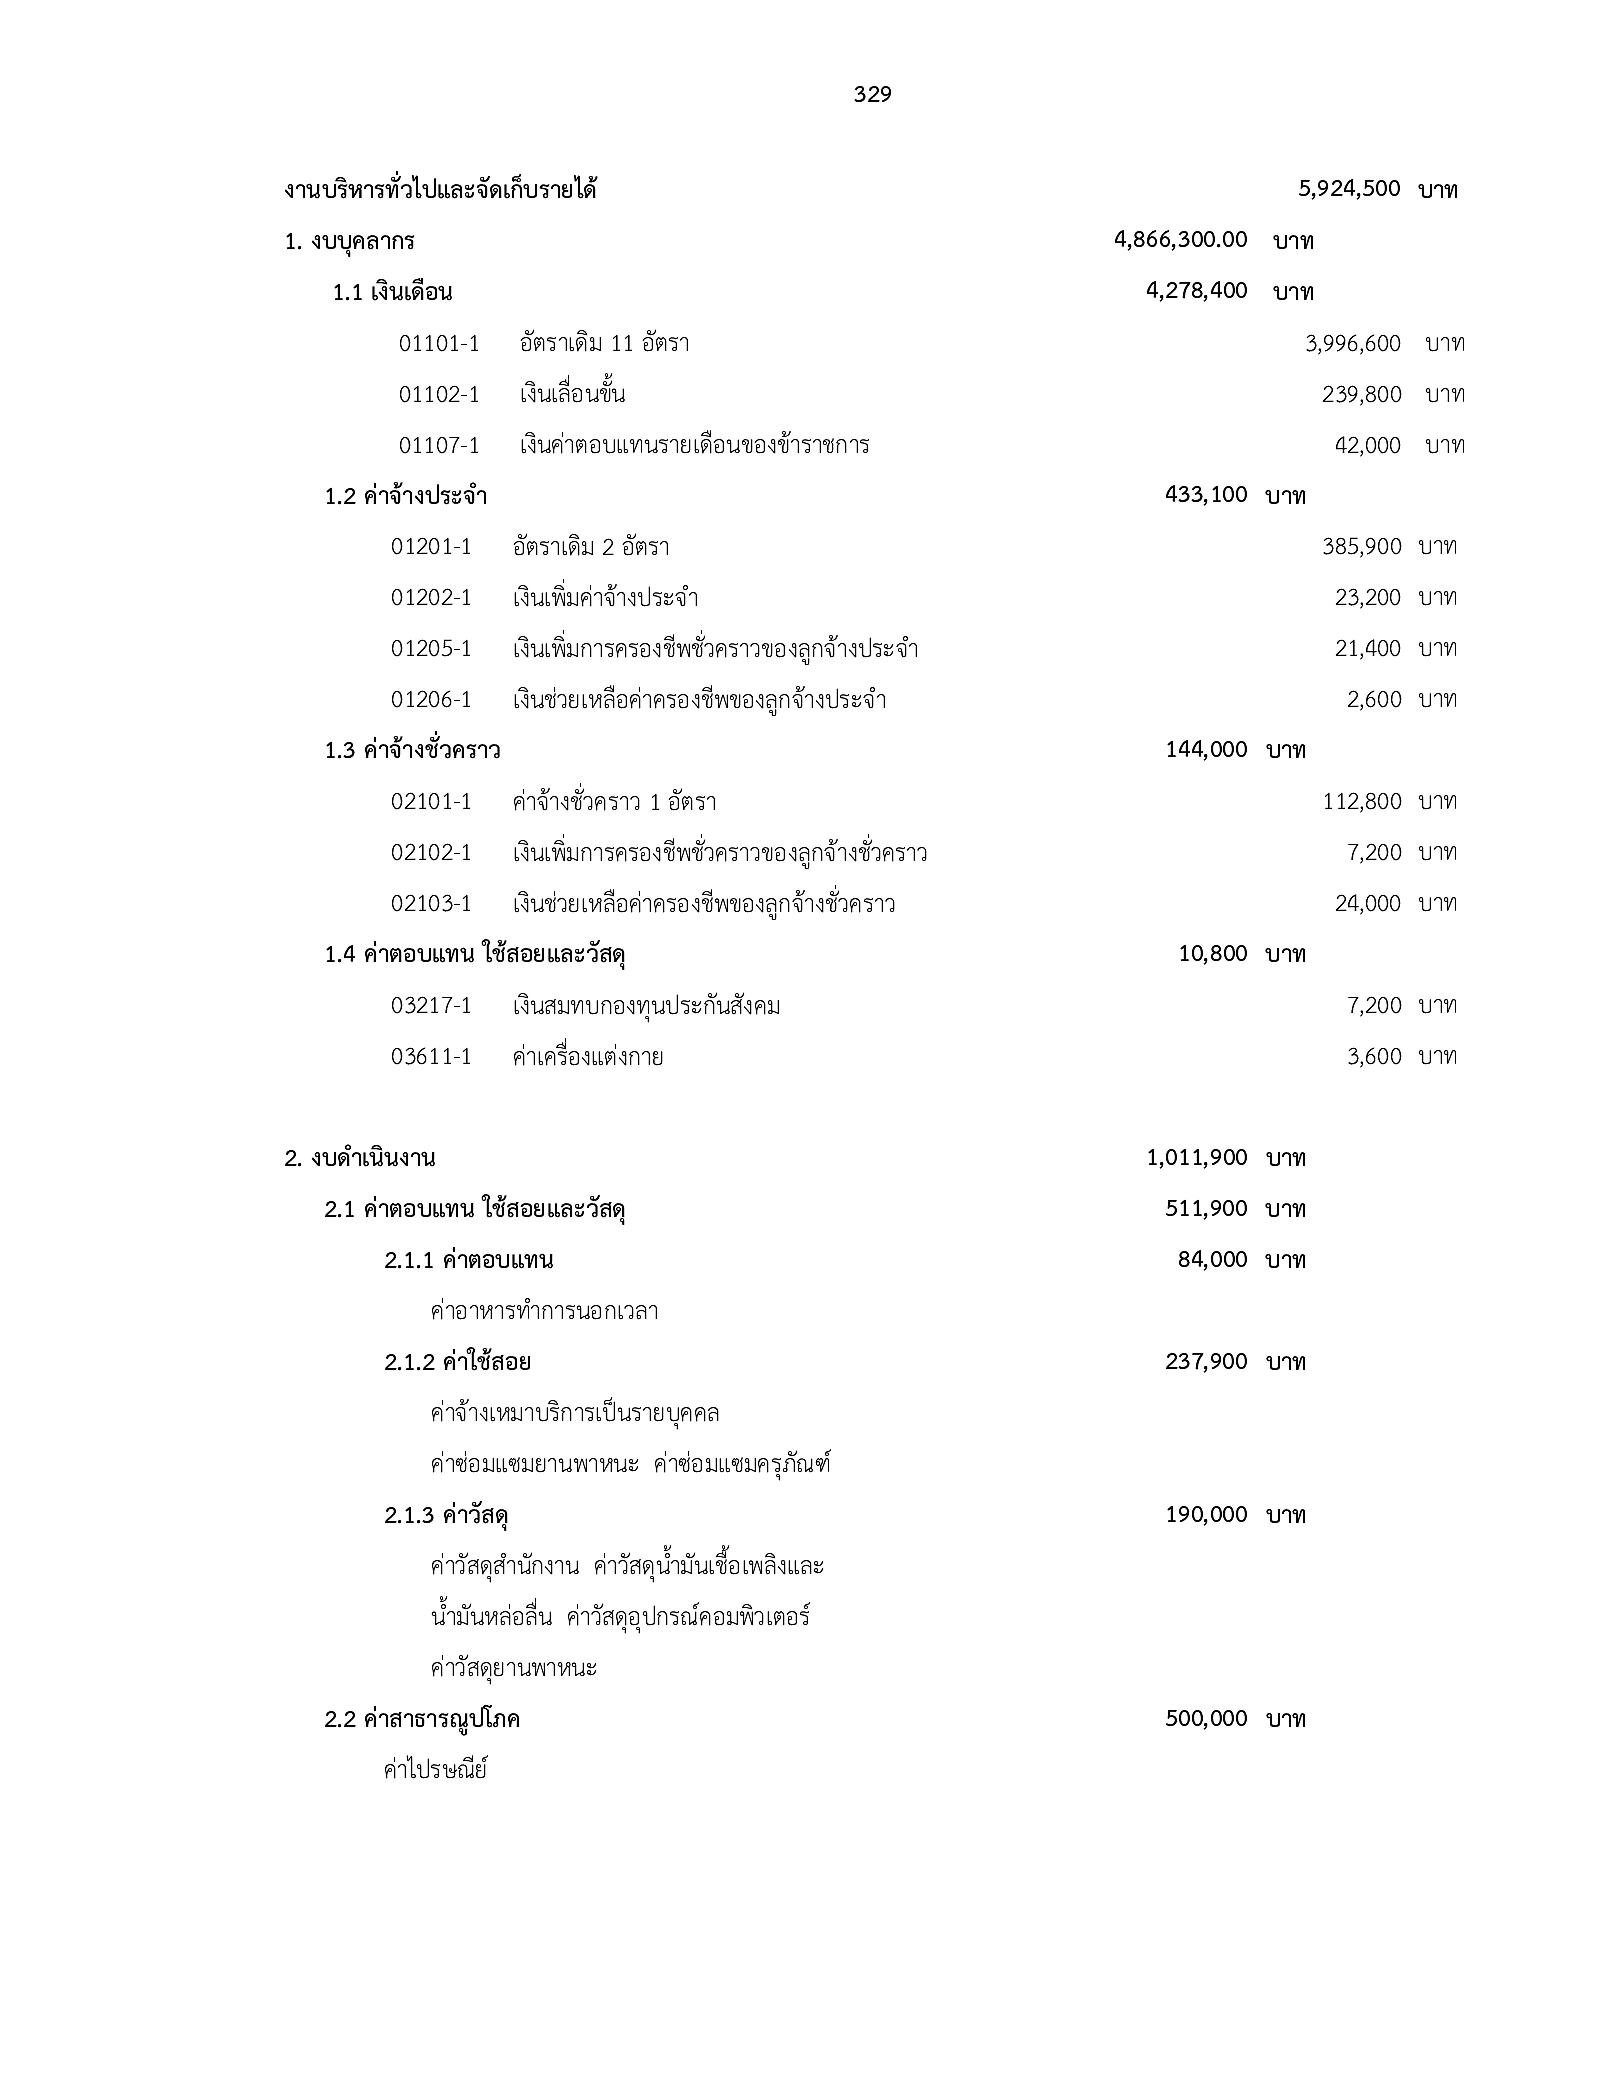 329
งานบริหารทั่วไปและจัดเก็บรายได้ 5,924,500 บาท
1. งบบุคลากร 4,866,300.00 บาท
1.1 เงินเดือน 4,278,400 บาท
01101-1 อัตราเดิม 11 อัตรา 3,996,600 บาท
01102-1 เงินเลื่อนขั้น 239,800 บาท
01107-1 เงินค่าตอบแทนรายเดือนของข้าราชการ 42,000 บาท
1.2 ค่าจ้างประจำ 433,100 บาท
01201-1 อัตราเดิม 2 อัตรา 385,900 บาท
01202-1 เงินเพิ่มค่าจ้างประจำ 23,200 บาท
01205-1 เงินเพิ่มการครองชีพชั่วคราวของลูกจ้างประจำ 21,400 บาท
01206-1 เงินช่วยเหลือค่าครองชีพของลูกจ้างประจำ 2,600 บาท
1.3 ค่าจ้างชั่วคราว 144,000 บาท
02101-1 ค่าจ้างชั่วคราว 1 อัตรา 112,800 บาท
02102-1 เงินเพิ่มการครองชีพชั่วคราวของลูกจ้างชั่วคราว 7,200 บาท
02103-1 เงินช่วยเหลือค่าครองชีพของลูกจ้างชั่วคราว 24,000 บาท
1.4 ค่าตอบแทน ใช้สอยและวัสดุ 10,800 บาท
03217-1 เงินสมทบกองทุนประกันสังคม 7,200 บาท
03611-1 ค่าเครื่องแต่งกาย 3,600 บาท
2. งบดำเนินงาน 1,011,900 บาท
2.1 ค่าตอบแทน ใช้สอยและวัสดุ 511,900 บาท
2.1.1 ค่าตอบแทน 84,000 บาท
ค่าอาหารทำการนอกเวลา
2.1.2 ค่าใช้สอย 237,900 บาท
ค่าจ้างเหมาบริการเป็นรายบุคคล
ค่าซ่อมแซมยานพาหนะ ค่าซ่อมแซมครุภัณฑ์
2.1.3 ค่าวัสดุ 190,000 บาท
ค่าวัสดุสำนักงาน ค่าวัสดุน้ำมันเชื้อเพลิงและ
น้ำมันหล่อลื่น ค่าวัสดุอุปกรณ์คอมพิวเตอร์
ค่าวัสดุยานพาหนะ
2.2 ค่าสาธารณูปโภค 500,000 บาท
ค่าไปรษณีย์